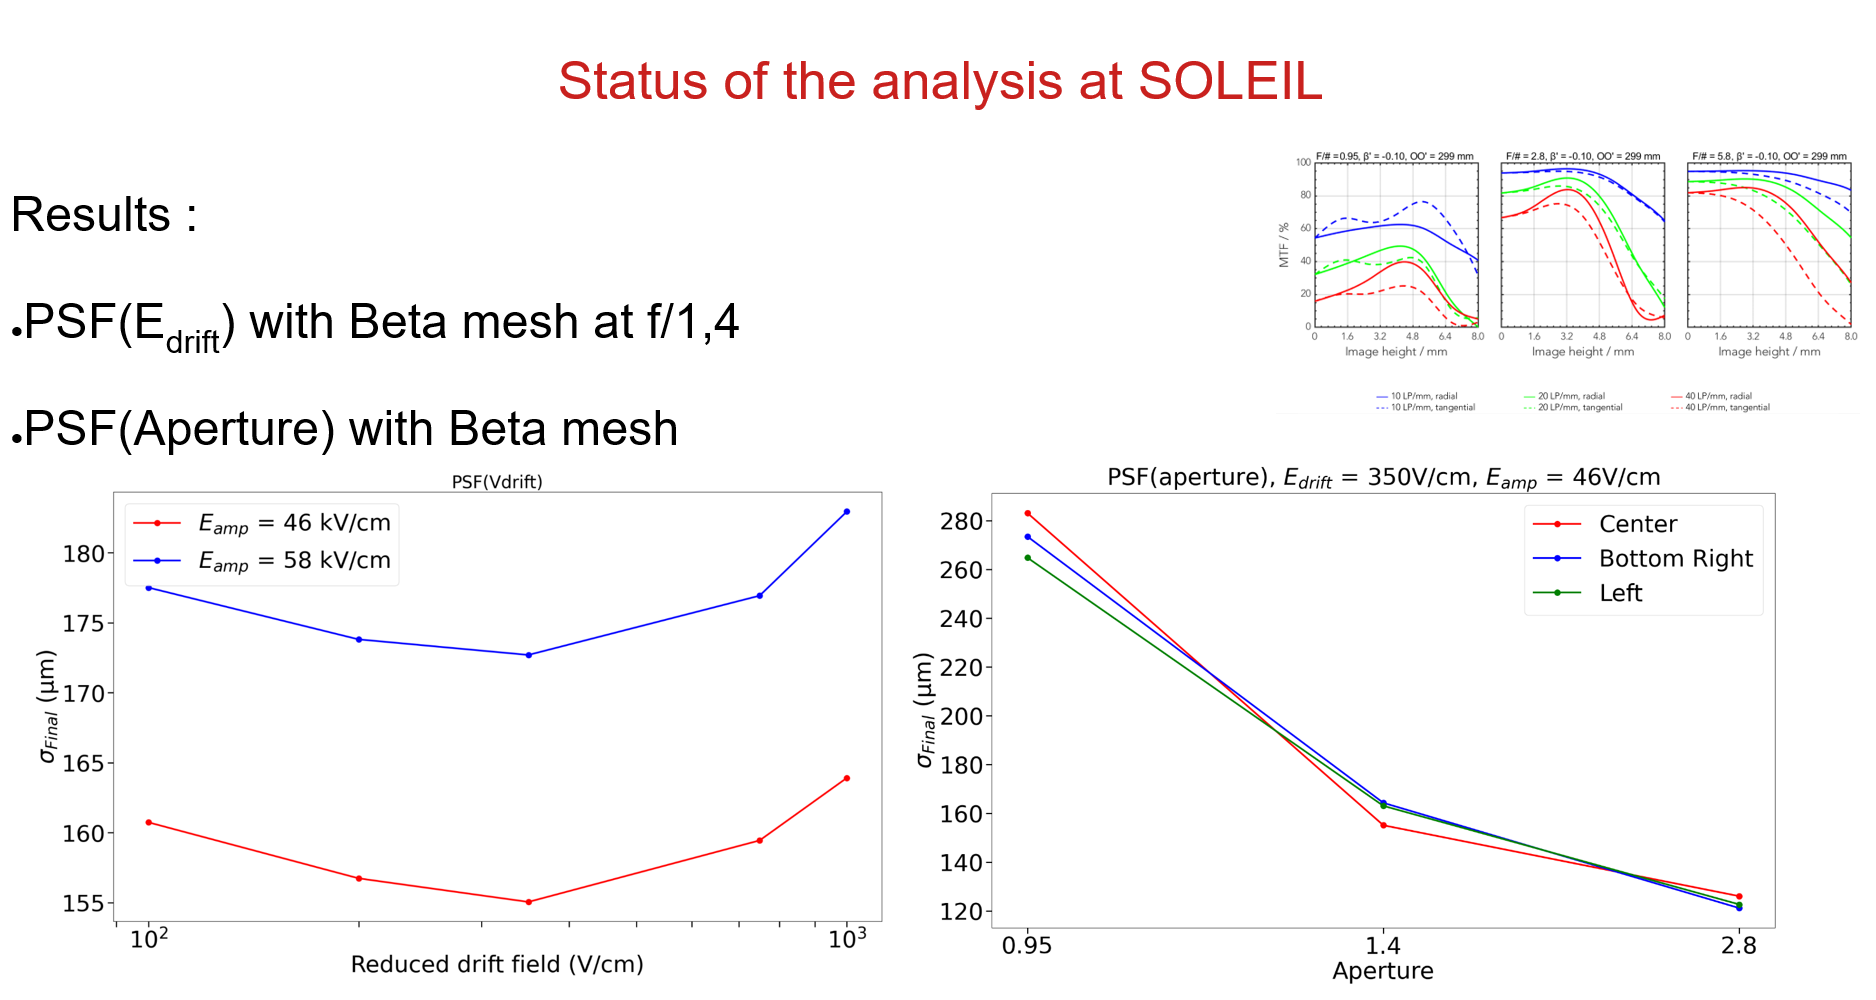 Status of the analysis at SOLEIL
Results :
•PSF(E_drift) with Beta mesh at f/1,4
•PSF(Aperture) with Beta mesh
F/# =0.95, β' = -0.10, OO' = 299 mm
F/# = 2.8, β' = -0.10, OO' = 299 mm
F/# = 5.8, β' = -0.10, OO' = 299 mm
MTF / %
100
80
60
40
20
0
0 1.6 3.2 4.8 6.4 8.0
0 1.6 3.2 4.8 6.4 8.0
0 1.6 3.2 4.8 6.4 8.0
Image height / mm
Image height / mm
Image height / mm
10 LP/mm, radial
10 LP/mm, tangential
20 LP/mm, radial
20 LP/mm, tangential
40 LP/mm, radial
40 LP/mm, tangential
PSF(Vdrift)
E_amp = 46 kV/cm
E_amp = 58 kV/cm
σ_Final (μm)
180
175
170
165
160
155
10² 10³
Reduced drift field (V/cm)
PSF(aperture), E_drift = 350V/cm, E_amp = 46V/cm
Center
Bottom Right
Left
σ_Final (μm)
280
260
240
220
200
180
160
140
120
0.95 1.4 2.8
Aperture